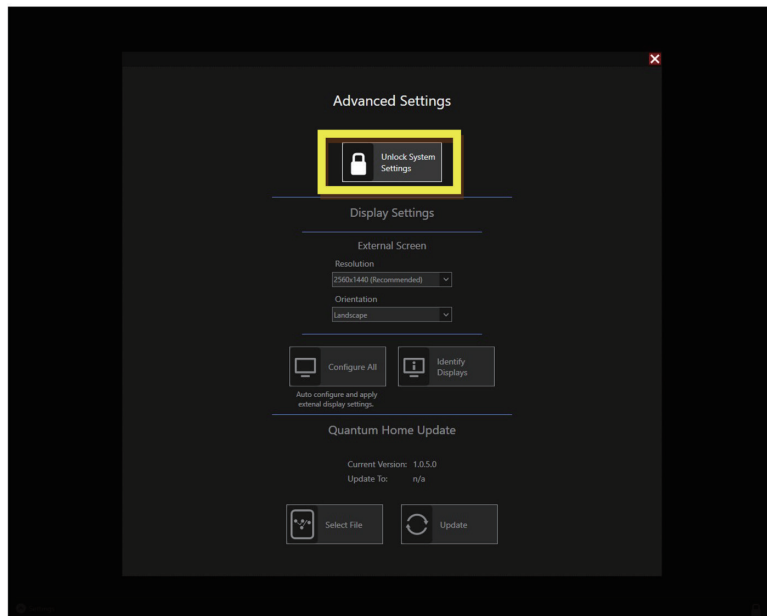 Advanced Settings
Unlock System
Settings
Display Settings
External Screen
Resolution
2560x1440 (Recommended)
Orientation
Landscape
Configure All
Identify
Displays
Auto configure and apply
extenal display settings.
Quantum Home Update
Current Version: 1.0.5.0
Update To: n/a
Select File
Update